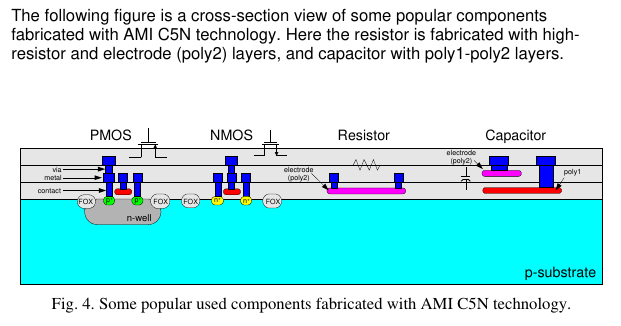 The following figure is a cross-section view of some popular components
fabricated with AMI C5N technology. Here the resistor is fabricated with high-
resistor and electrode (poly2) layers, and capacitor with poly1-poly2 layers.
PMOS NMOS Resistor Capacitor
electrode
(poly2)
via
metal
contact
electrode
(poly2)
poly1
FOX P+ P+ FOX FOX n+ n+ FOX
n-well
p-substrate
Fig. 4. Some popular used components fabricated with AMI C5N technology.